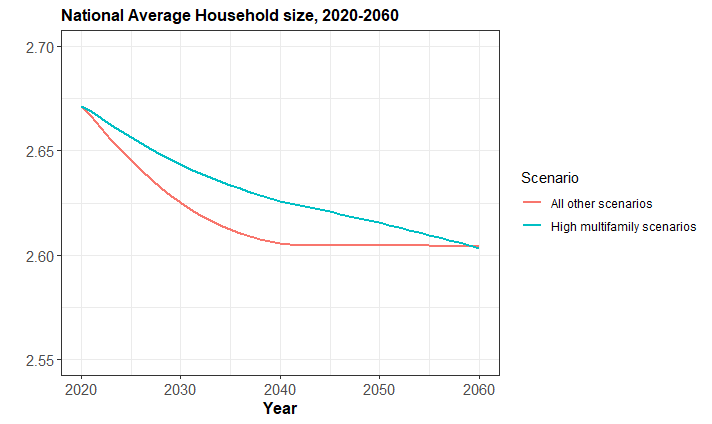 National Average Household size, 2020-2060
2.70
2.65
2.60
2.55
2020 2030 2040 2050 2060
Year
Scenario
All other scenarios
High multifamily scenarios